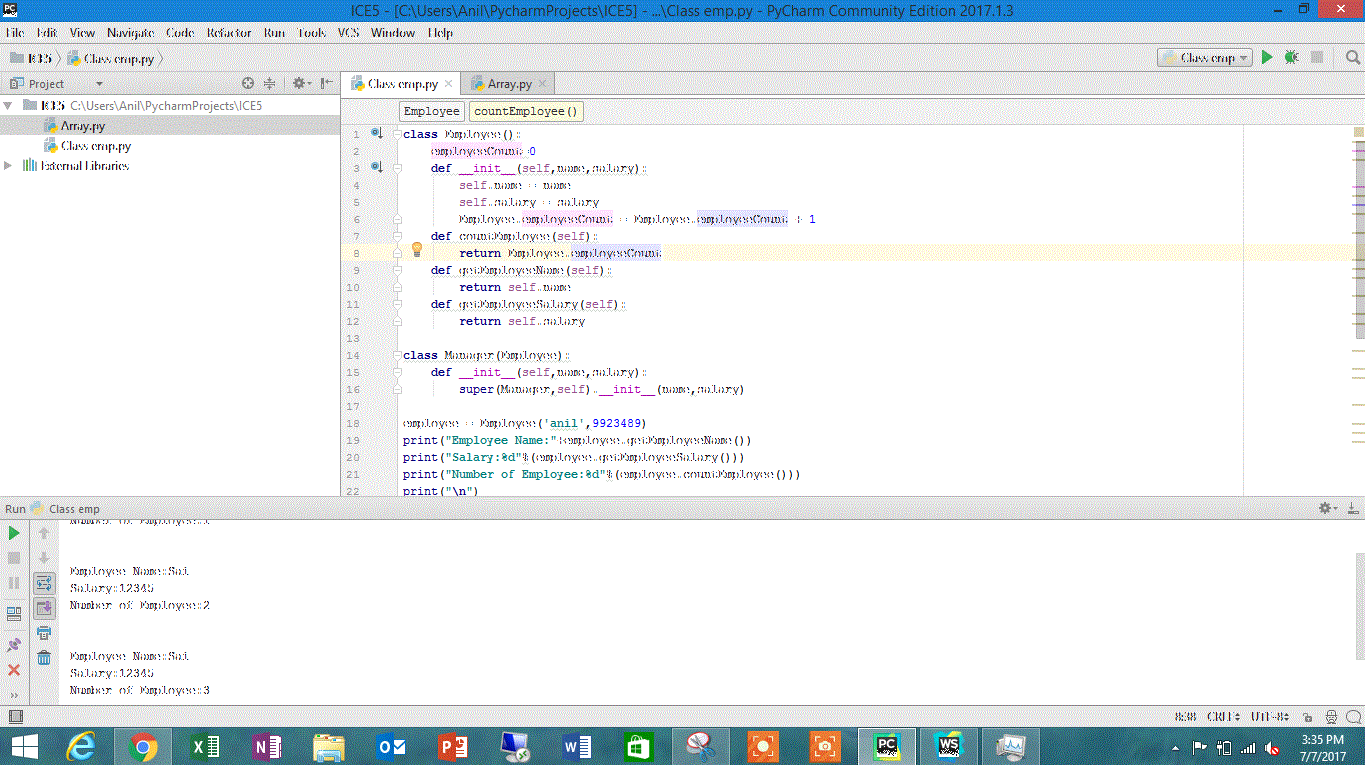 ICE5 - [C:\Users\Anil\PycharmProjects\ICE5] - ...\Class emp.py - PyCharm Community Edition 2017.1.3
File Edit View Navigate Code Refactor Run Tools VCS Window Help
ICE5 Class emp.py Class emp
Project Class emp.py Array.py
ICE5 C:\Users\Anil\PycharmProjects\ICE5
Array.py
Class emp.py
External Libraries
Employee countEmployee()
1 class Employee():
2 employeeCount=0
3 def __init__(self,name,salary):
4 self.name = name
5 self.salary = salary
6 Employee.employeeCount = Employee.employeeCount + 1
7 def countEmployee(self):
8 return Employee.employeeCount
9 def getEmployeeName(self):
10 return self.name
11 def getEmployeeSalary(self):
12 return self.salary
13
14 class Manager(Employee):
15 def __init__(self,name,salary):
16 super(Manager,self).__init__(name,salary)
17
18 employee = Employee('anil',9923489)
19 print("Employee Name:"+employee.getEmployeeName())
20 print("Salary:%d"%(employee.getEmployeeSalary()))
21 print("Number of Employee:%d"%(employee.countEmployee()))
22 print("\n")
Run Class emp
Number of Employee:1
Employee Name:Sai
Salary:12345
Number of Employee:2
Employee Name:Sai
Salary:12345
Number of Employee:3
8:38 CRLF UTF-8
3:35 PM
7/7/2017